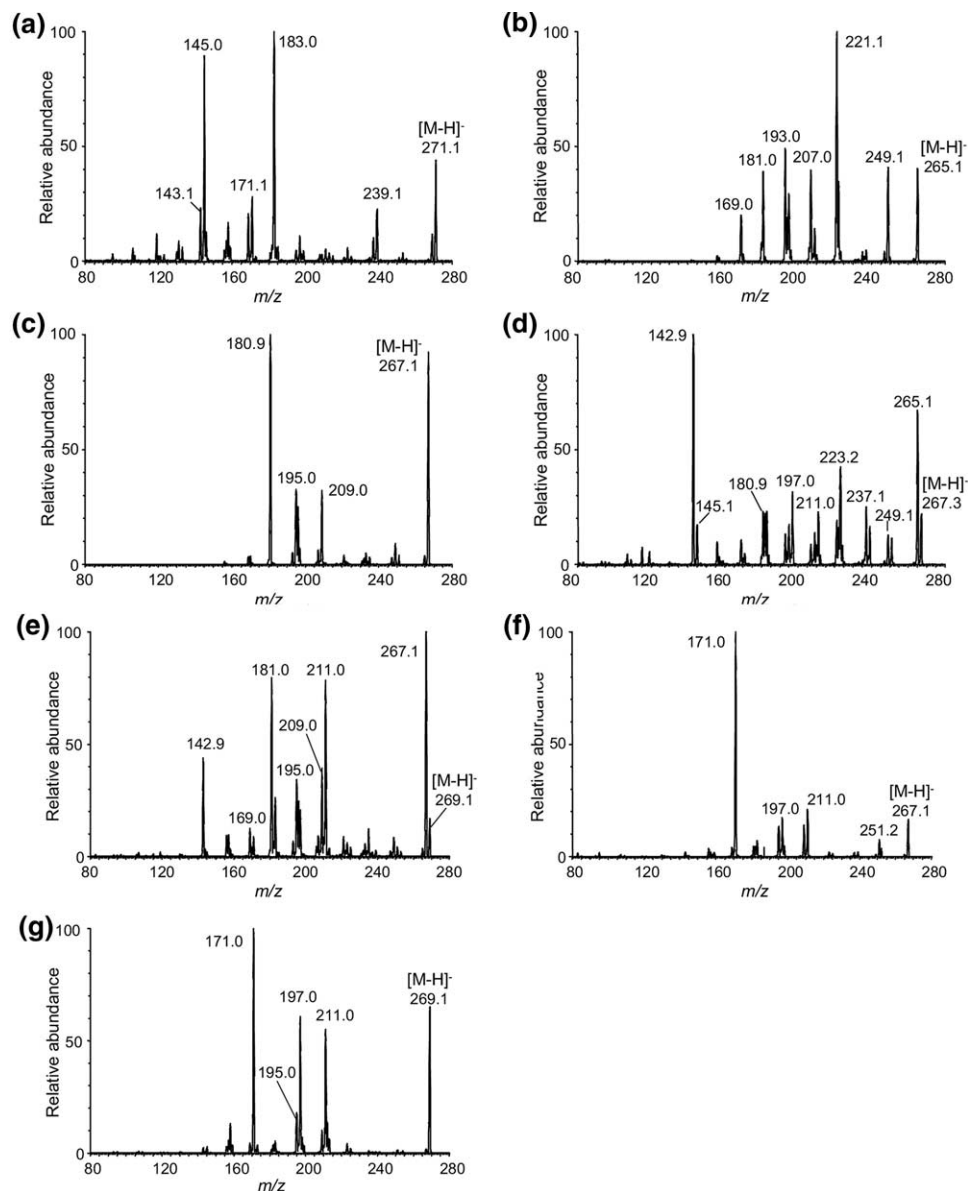 (a)
Relative abundance
100
50
0
145.0
183.0
143.1
171.1
239.1
[M-H]-
271.1
80 120 160 200 240 280
m/z
(b)
Relative abundance
100
50
0
221.1
193.0
181.0
207.0
169.0
249.1
[M-H]-
265.1
80 120 160 200 240 280
m/z
(c)
Relative abundance
100
50
0
180.9
195.0
209.0
[M-H]-
267.1
80 120 160 200 240 280
m/z
(d)
Relative abundance
100
50
0
142.9
145.1
180.9
197.0
211.0
223.2
237.1
249.1
265.1
[M-H]-
267.3
80 120 160 200 240 280
m/z
(e)
Relative abundance
100
50
0
142.9
169.0
181.0
195.0
209.0
211.0
267.1
[M-H]-
269.1
80 120 160 200 240 280
m/z
(f)
Relative abundance
100
50
0
171.0
197.0
211.0
251.2
[M-H]-
267.1
80 120 160 200 240 280
m/z
(g)
Relative abundance
100
50
0
171.0
195.0
197.0
211.0
[M-H]-
269.1
80 120 160 200 240 280
m/z